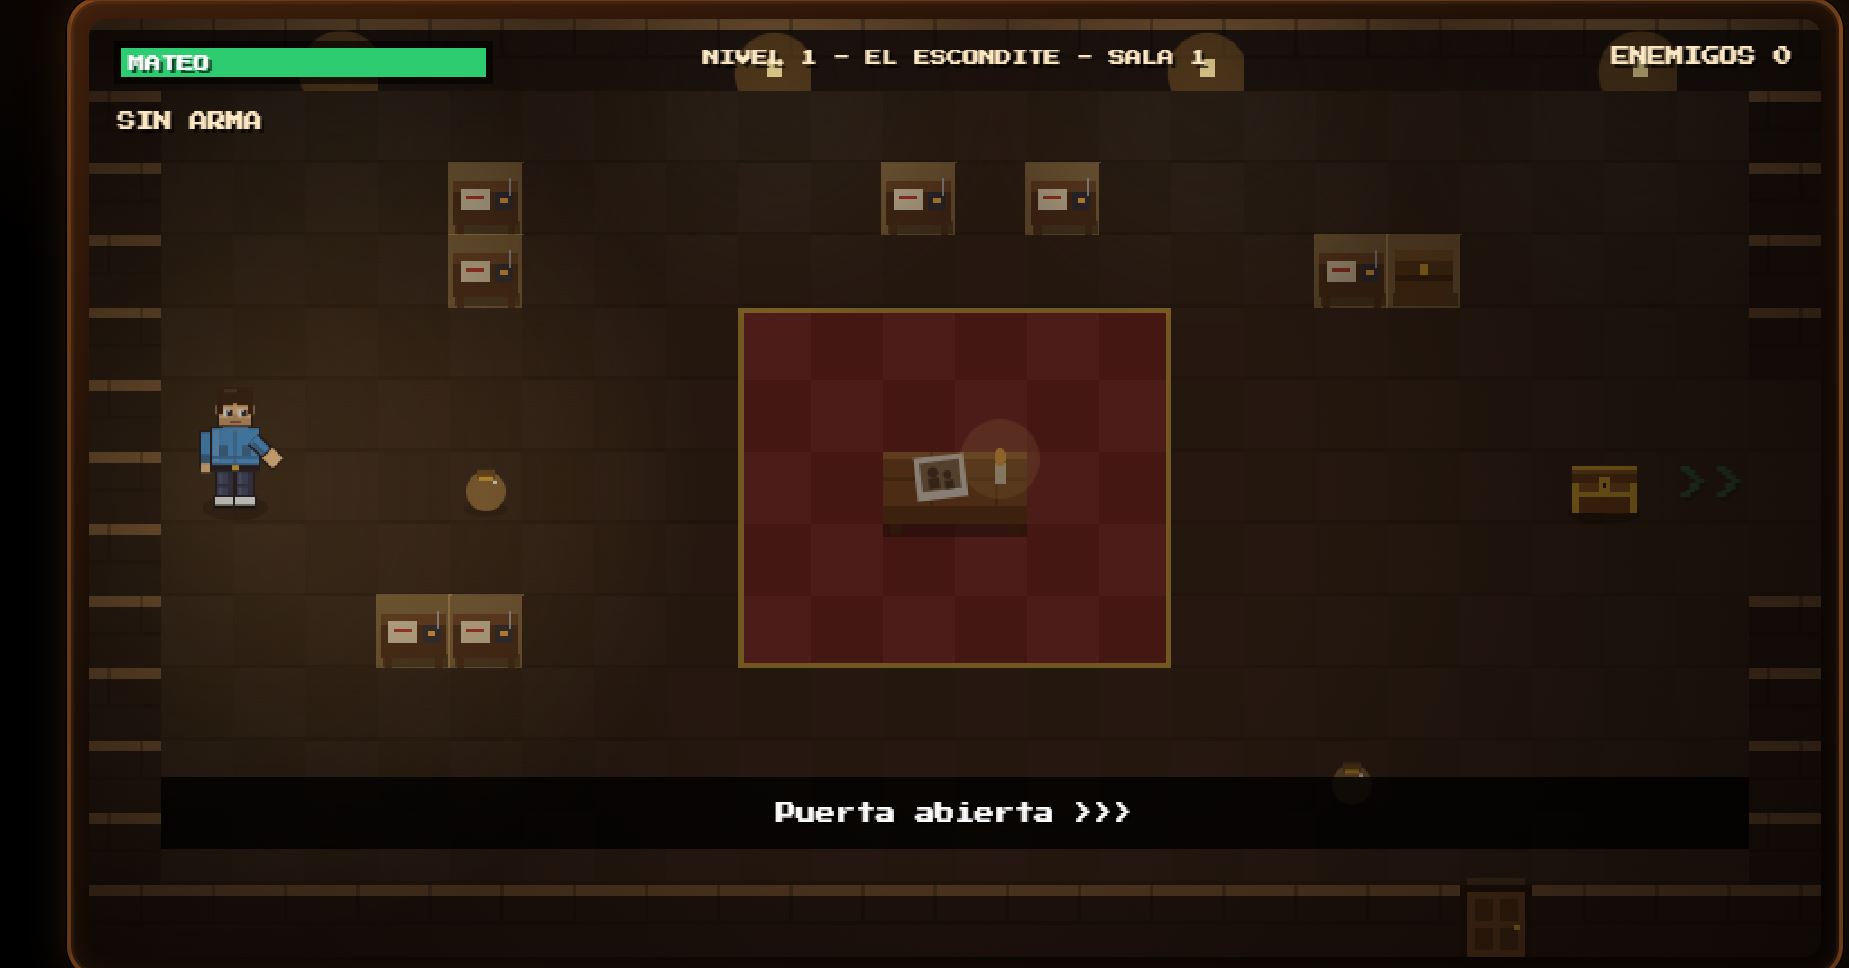 MATEO
NIVEL 1 - EL ESCONDITE - SALA 1
ENEMIGOS 0
SIN ARMA
Puerta abierta >>>